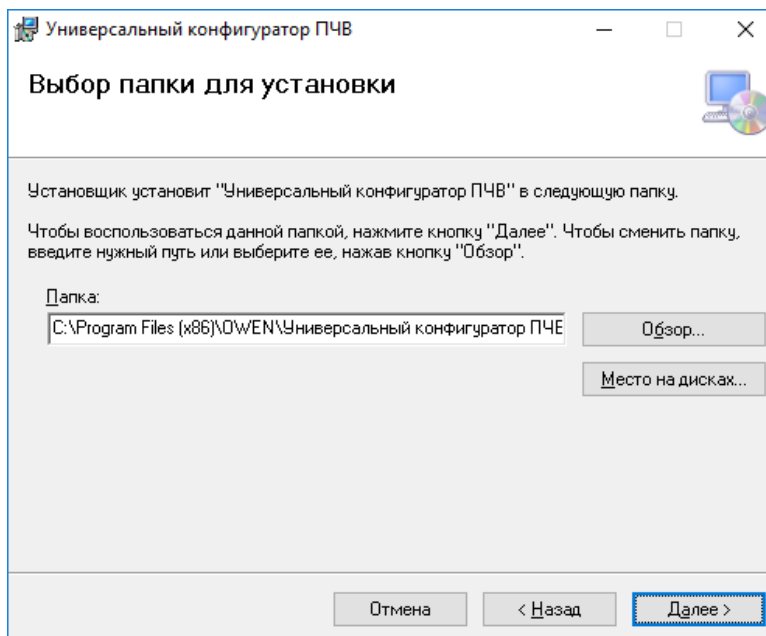 Универсальный конфигуратор ПЧВ
Выбор папки для установки
Установщик установит "Универсальный конфигуратор ПЧВ" в следующую папку.
Чтобы воспользоваться данной папкой, нажмите кнопку "Далее". Чтобы сменить папку,
введите нужный путь или выберите ее, нажав кнопку "Обзор".
Папка:
C:\Program Files (x86)\OWEN\Универсальный конфигуратор ПЧВ
Обзор...
Место на дисках...
Отмена
< Назад
Далее >